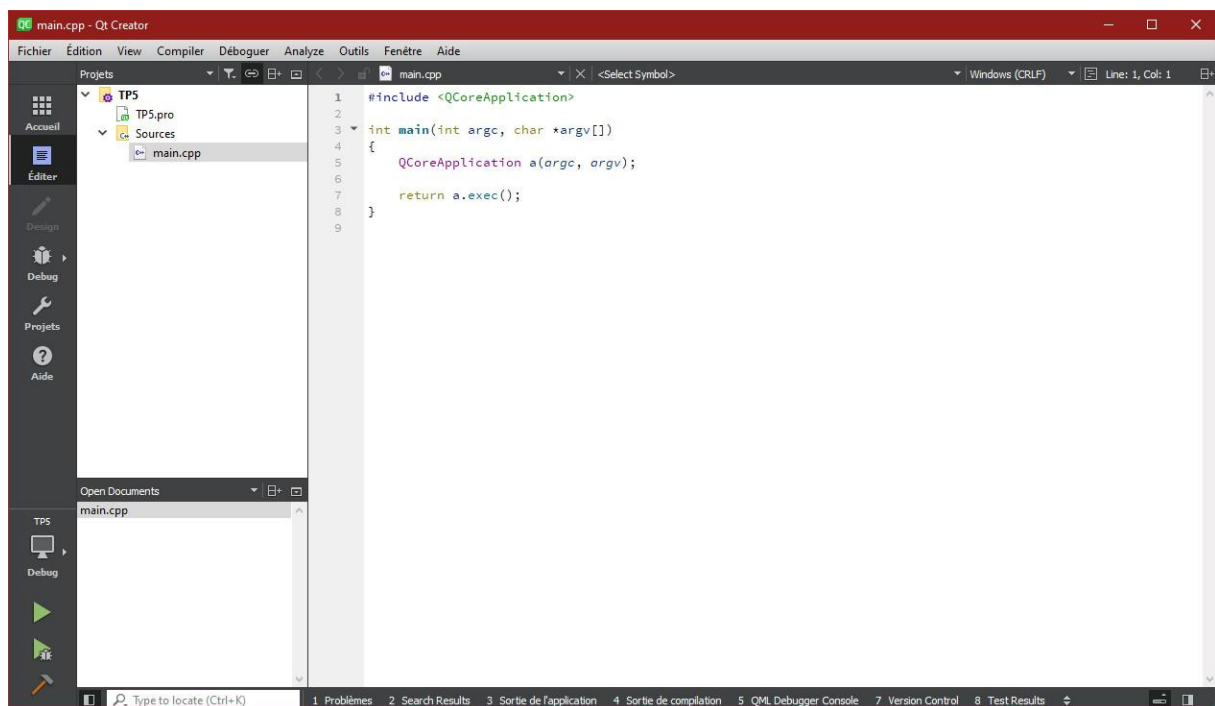 QC main.cpp - Qt Creator
Fichier Édition View Compiler Déboguer Analyze Outils Fenêtre Aide
Projets
main.cpp
<Select Symbol>
Windows (CRLF)
Line: 1, Col: 1
Accueil
Éditer
Design
Debug
Projets
Aide
TP5
Debug
TP5
TP5.pro
Sources
main.cpp
Open Documents
main.cpp
1 #include <QCoreApplication>
2
3 int main(int argc, char *argv[])
4 {
5 QCoreApplication a(argc, argv);
6
7 return a.exec();
8 }
9
Type to locate (Ctrl+K)
1 Problèmes 2 Search Results 3 Sortie de l'application 4 Sortie de compilation 5 QML Debugger Console 7 Version Control 8 Test Results